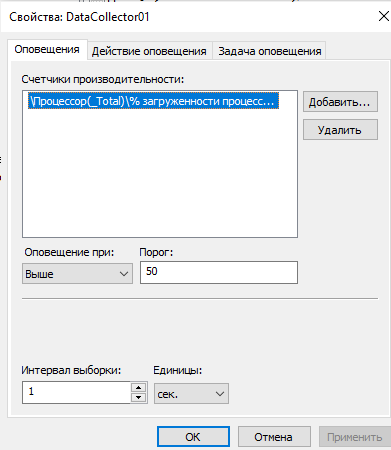 Свойства: DataCollector01
Оповещения
Действие оповещения
Задача оповещения
Счетчики производительности:
\Процессор(_Total)\% загруженности процесс...
Добавить...
Удалить
Оповещение при:
Порог:
Выше
50
Интервал выборки:
Единицы:
1
сек.
OK
Отмена
Применить